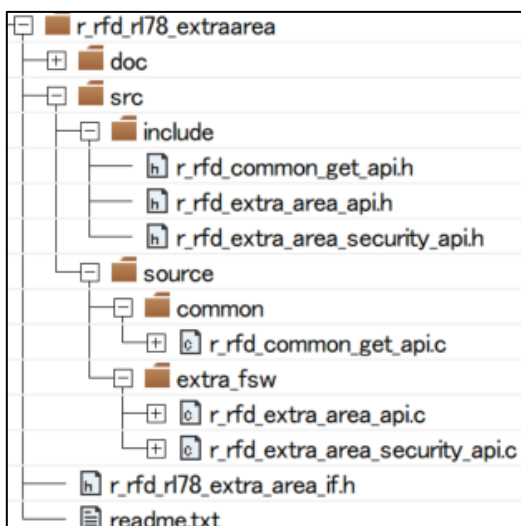 r_rfd_rl78_extraarea
doc
src
include
r_rfd_common_get_api.h
r_rfd_extra_area_api.h
r_rfd_extra_area_security_api.h
source
common
r_rfd_common_get_api.c
extra_fsw
r_rfd_extra_area_api.c
r_rfd_extra_area_security_api.c
r_rfd_rl78_extra_area_if.h
readme.txt